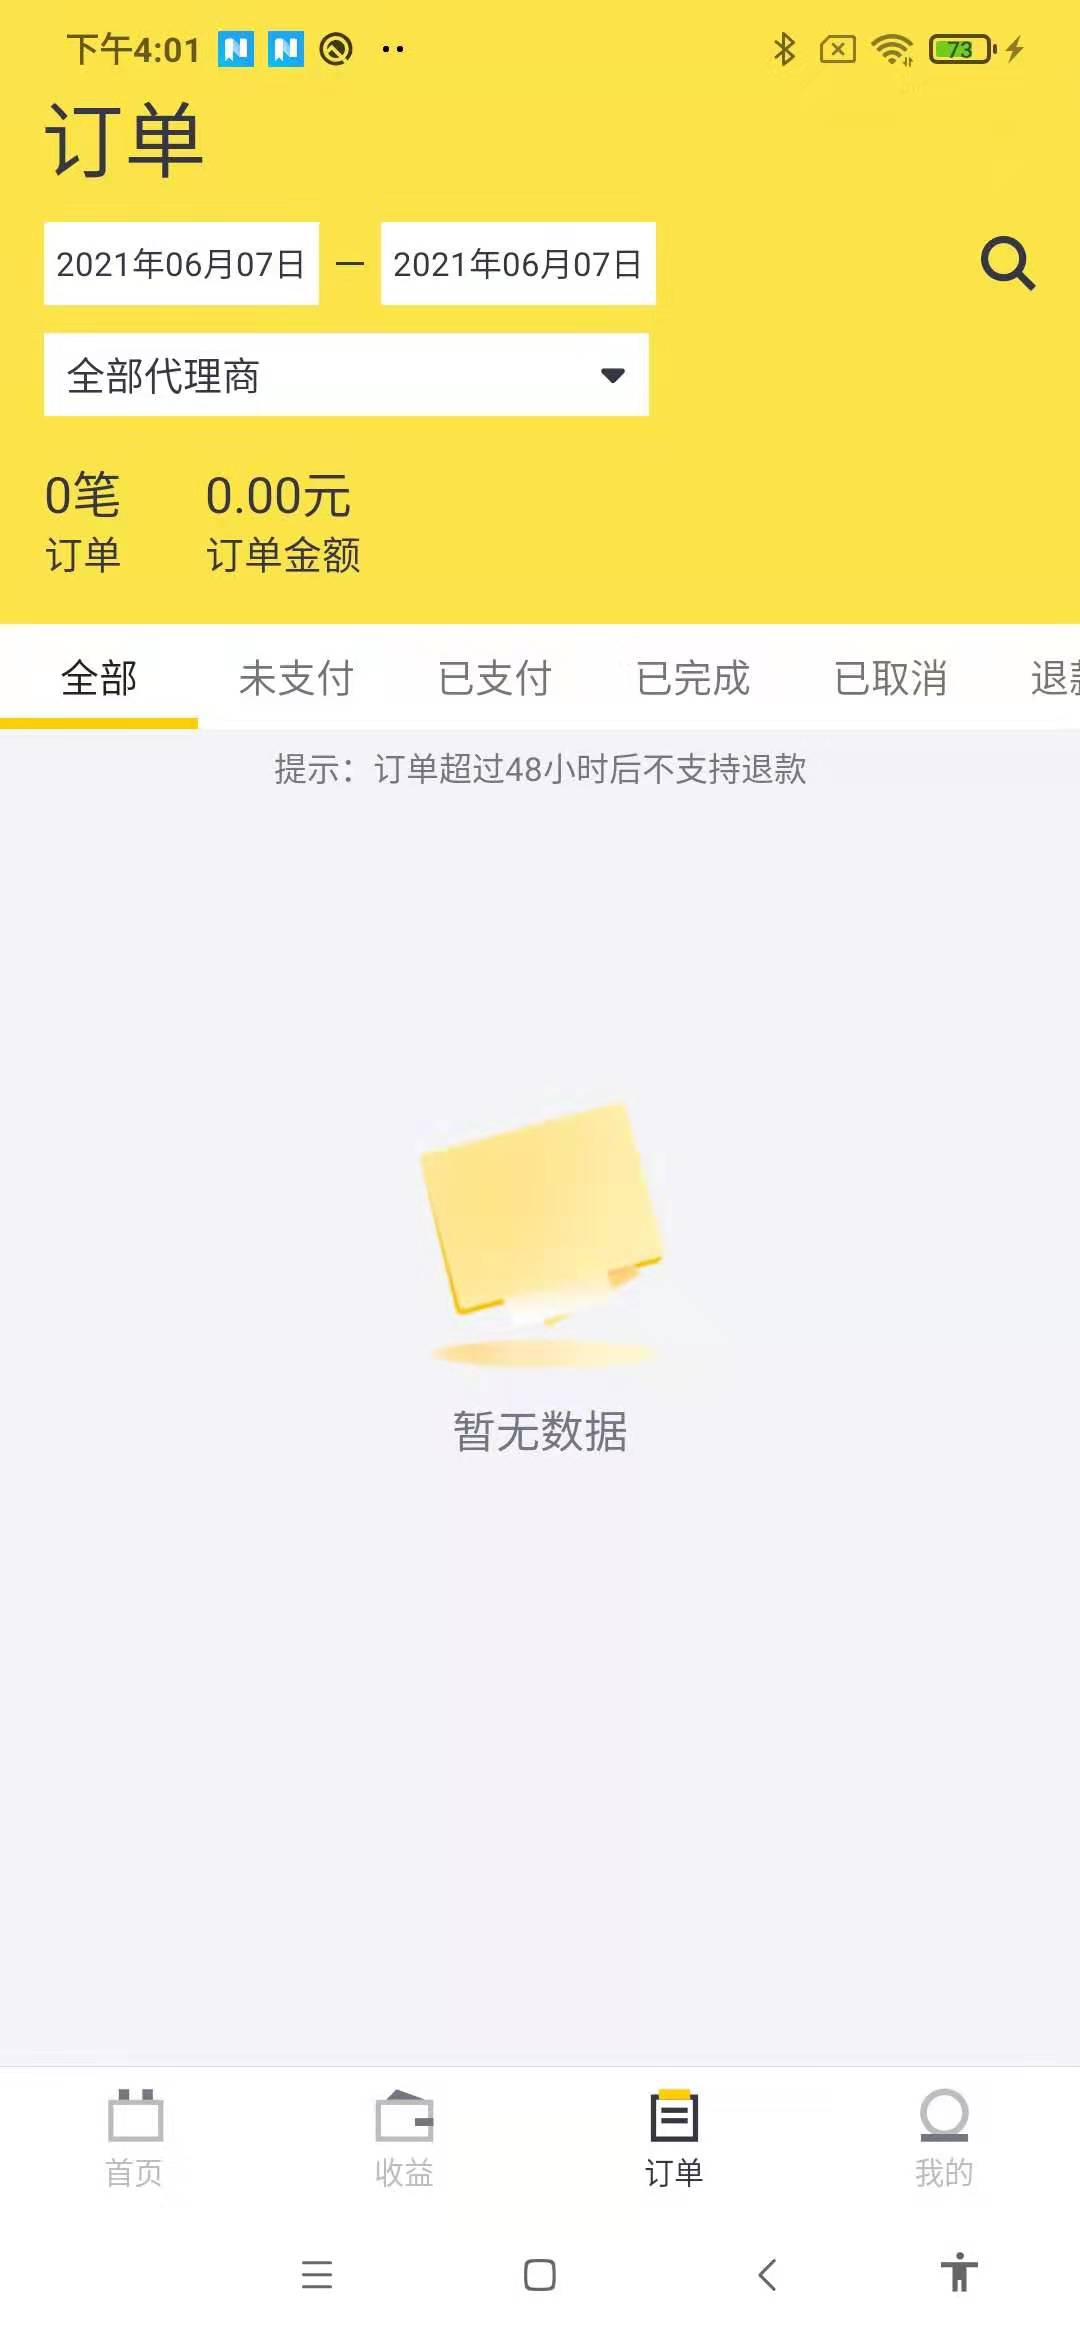 下午4:01
73
订单
2021年06月07日 — 2021年06月07日
全部代理商
0笔 0.00元
订单 订单金额
全部 未支付 已支付 已完成 已取消 退款
提示：订单超过48小时后不支持退款
暂无数据
首页 收益 订单 我的